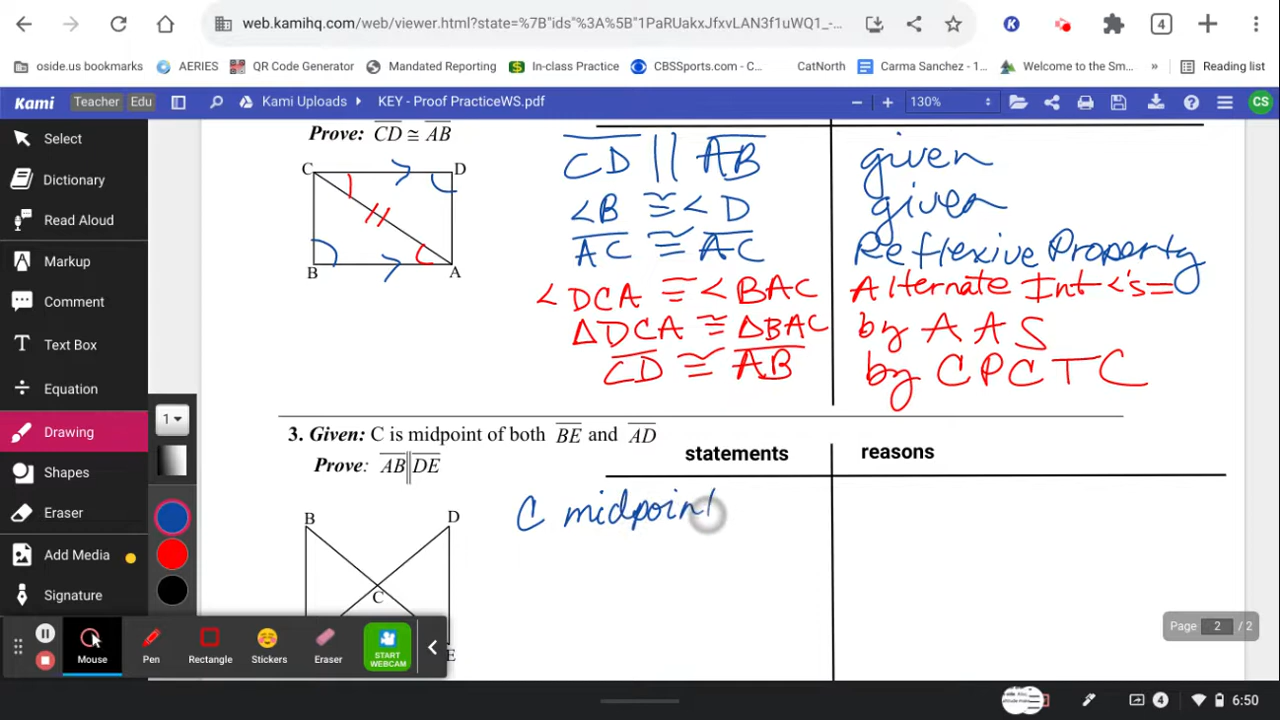 web.kamihq.com/web/viewer.html?state=%7B"ids"%3A%5B"1PaRUakxJfxvLAN3f1uWQ1_-...
K
4
oside.us bookmarks
AERIES
QR Code Generator
Mandated Reporting
In-class Practice
CBSSports.com - C...
CatNorth
Carma Sanchez - 1...
Welcome to the Sm...
»
Reading list
Kami Teacher Edu
Kami Uploads
KEY - Proof PracticeWS.pdf
130%
CS
Select
Dictionary
Read Aloud
Markup
Comment
Text Box
Equation
Drawing
Shapes
Eraser
Add Media
Signature
1
Prove: CD ≅ AB
C D
B A
CD || AB given
<B ≅ <D given
AC ≅ AC Reflexive Property
<DCA ≅ <BAC Alternate Int <'s =
ΔDCA ≅ ΔBAC by AAS
CD ≅ AB by CPCTC
3. Given: C is midpoint of both BE and AD
Prove: AB || DE
statements reasons
C midpoint
B D
C
E
Mouse
Pen
Rectangle
Stickers
Eraser
START WEBCAM
Page 2 / 2
4
6:50